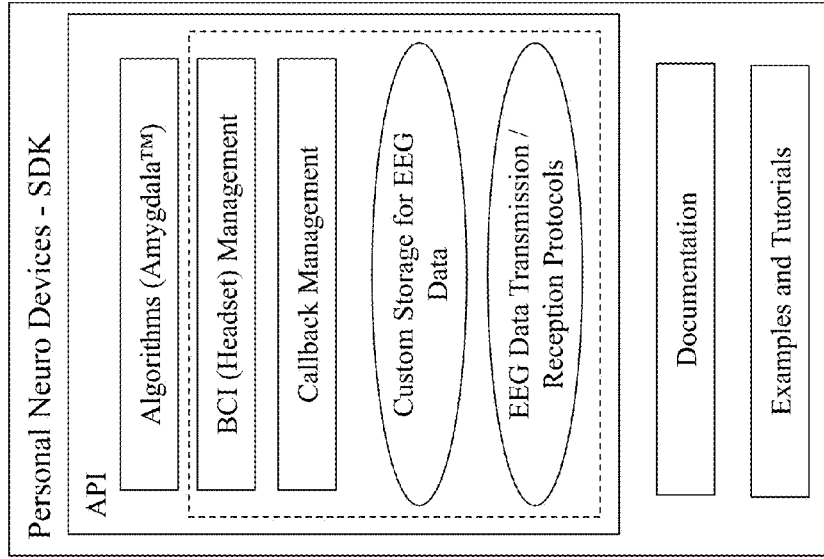 Personal Neuro Devices - SDK
API
Algorithms (Amygdala™)
BCI (Headset) Management
Callback Management
Custom Storage for EEG
Data
EEG Data Transmission /
Reception Protocols
Documentation
Examples and Tutorials